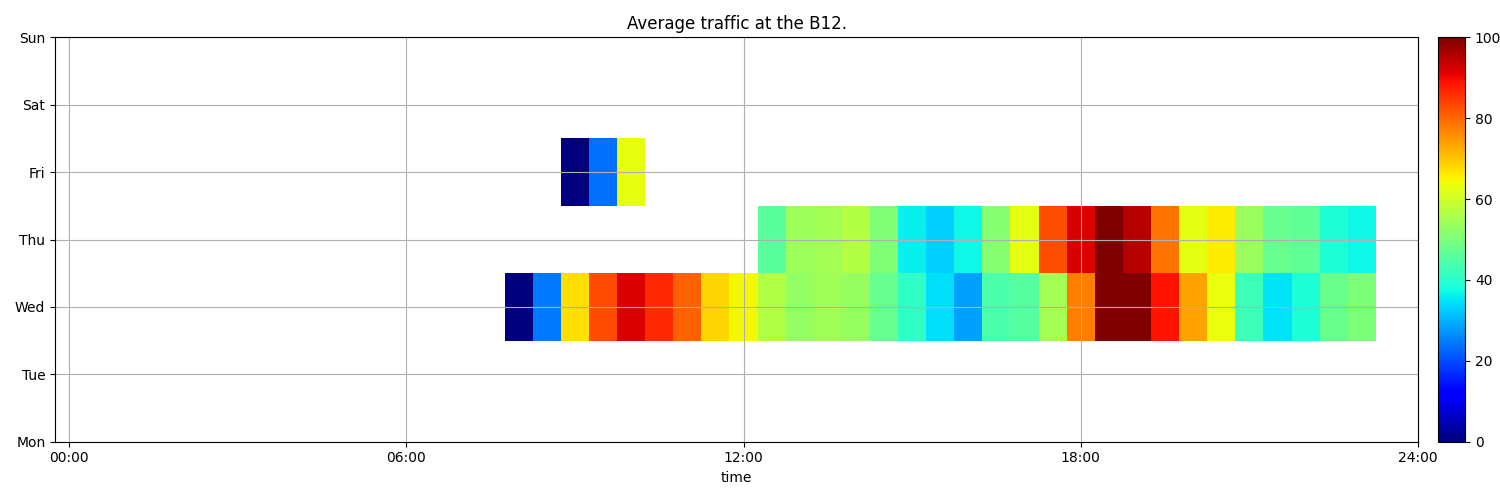 Average traffic at the B12.
Sun
Sat
Fri
Thu
Wed
Tue
Mon
00:00 06:00 12:00 18:00 24:00
time
100
80
60
40
20
0